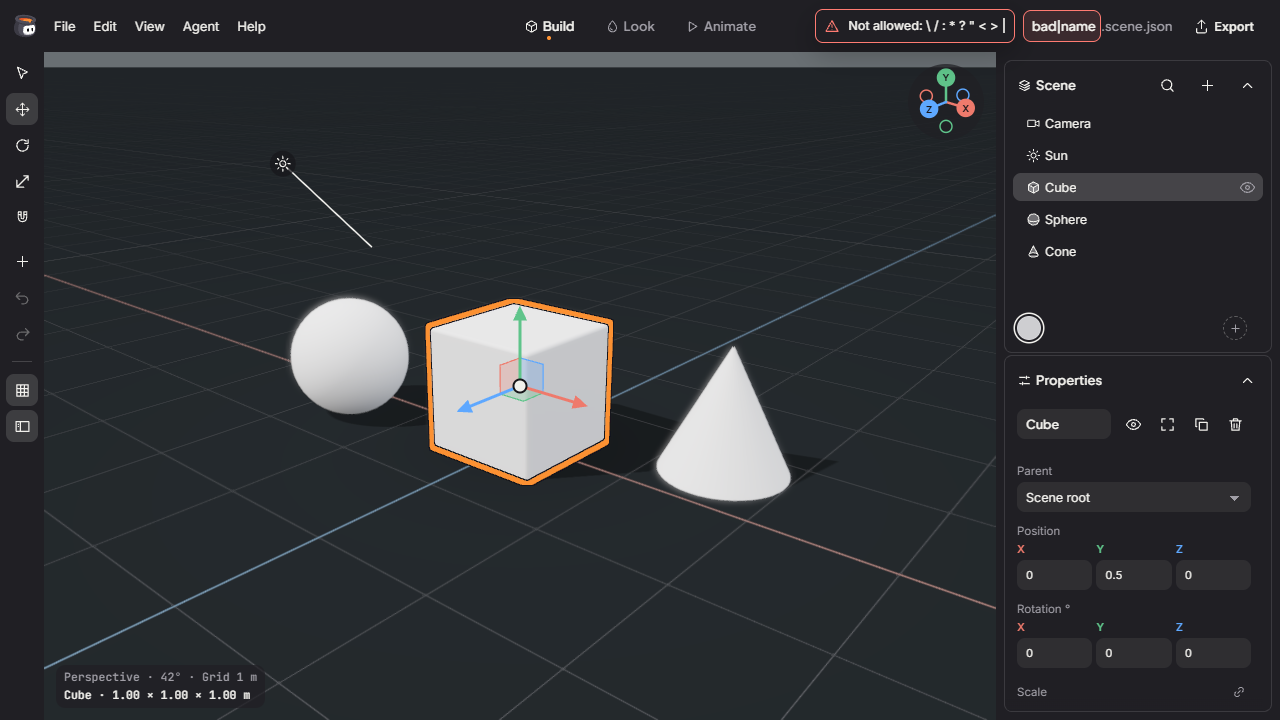 File Edit View Agent Help
Build Look Animate
Not allowed: \ / : * ? " < > |
bad|name.scene.json
Export
Scene
Camera
Sun
Cube
Sphere
Cone
Properties
Cube
Parent
Scene root
Position
X Y Z
0 0.5 0
Rotation °
X Y Z
0 0 0
Scale
Y
Z X
Perspective · 42° · Grid 1 m
Cube · 1.00 × 1.00 × 1.00 m